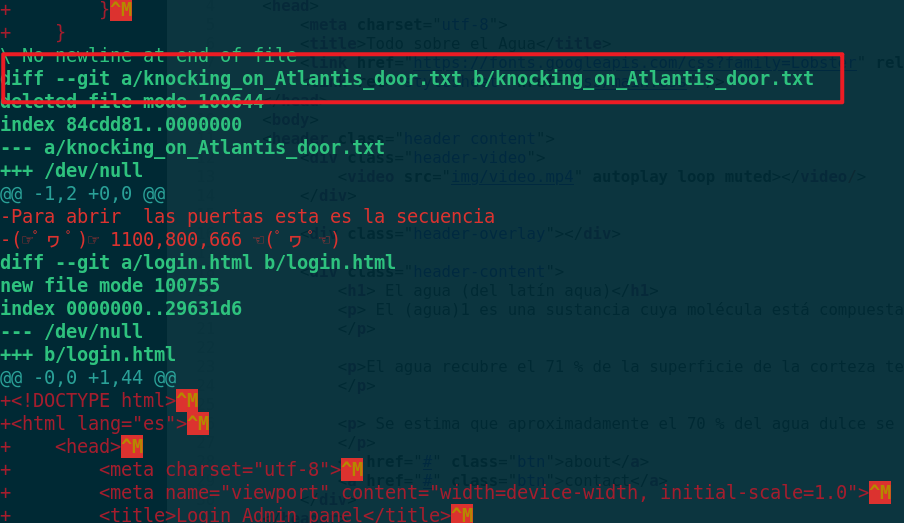 +        }^M
+    }
\ No newline at end of file
diff --git a/knocking_on_Atlantis_door.txt b/knocking_on_Atlantis_door.txt
deleted file mode 100644
index 84cdd81..0000000
--- a/knocking_on_Atlantis_door.txt
+++ /dev/null
@@ -1,2 +0,0 @@
-Para abrir  las puertas esta es la secuencia
-(☞ﾟヮﾟ)☞ 1100,800,666 ☜(ﾟヮﾟ☜)
diff --git a/login.html b/login.html
new file mode 100755
index 0000000..29631d6
--- /dev/null
+++ b/login.html
@@ -0,0 +1,44 @@
+<!DOCTYPE html>^M
+<html lang="es">^M
+    <head>^M
+        <meta charset="utf-8">^M
+        <meta name="viewport" content="width=device-width, initial-scale=1.0">^M
+        <title>Login Admin panel</title>^M
<head>
<meta charset="utf-8">
<title>Todo sobre el Agua</title>
<link href="https://fonts.googleapis.com/css?family=Lobster" rel
</head>
<body>
<header class="header content">
<div class="header-video">
<video src="img/video.mp4" autoplay loop muted></video/>
</div>
<div class="header-overlay"></div>
<div class="header-content">
<h1> El agua (del latín aqua)</h1>
<p> El (agua)1 es una sustancia cuya molécula está compuesta
</p>
<p>El agua recubre el 71 % de la superficie de la corteza te
</p>
<p> Se estima que aproximadamente el 70 % del agua dulce se
</p>
href="#" class="btn">about</a>
href="#" class="btn">contact</a>
</div>